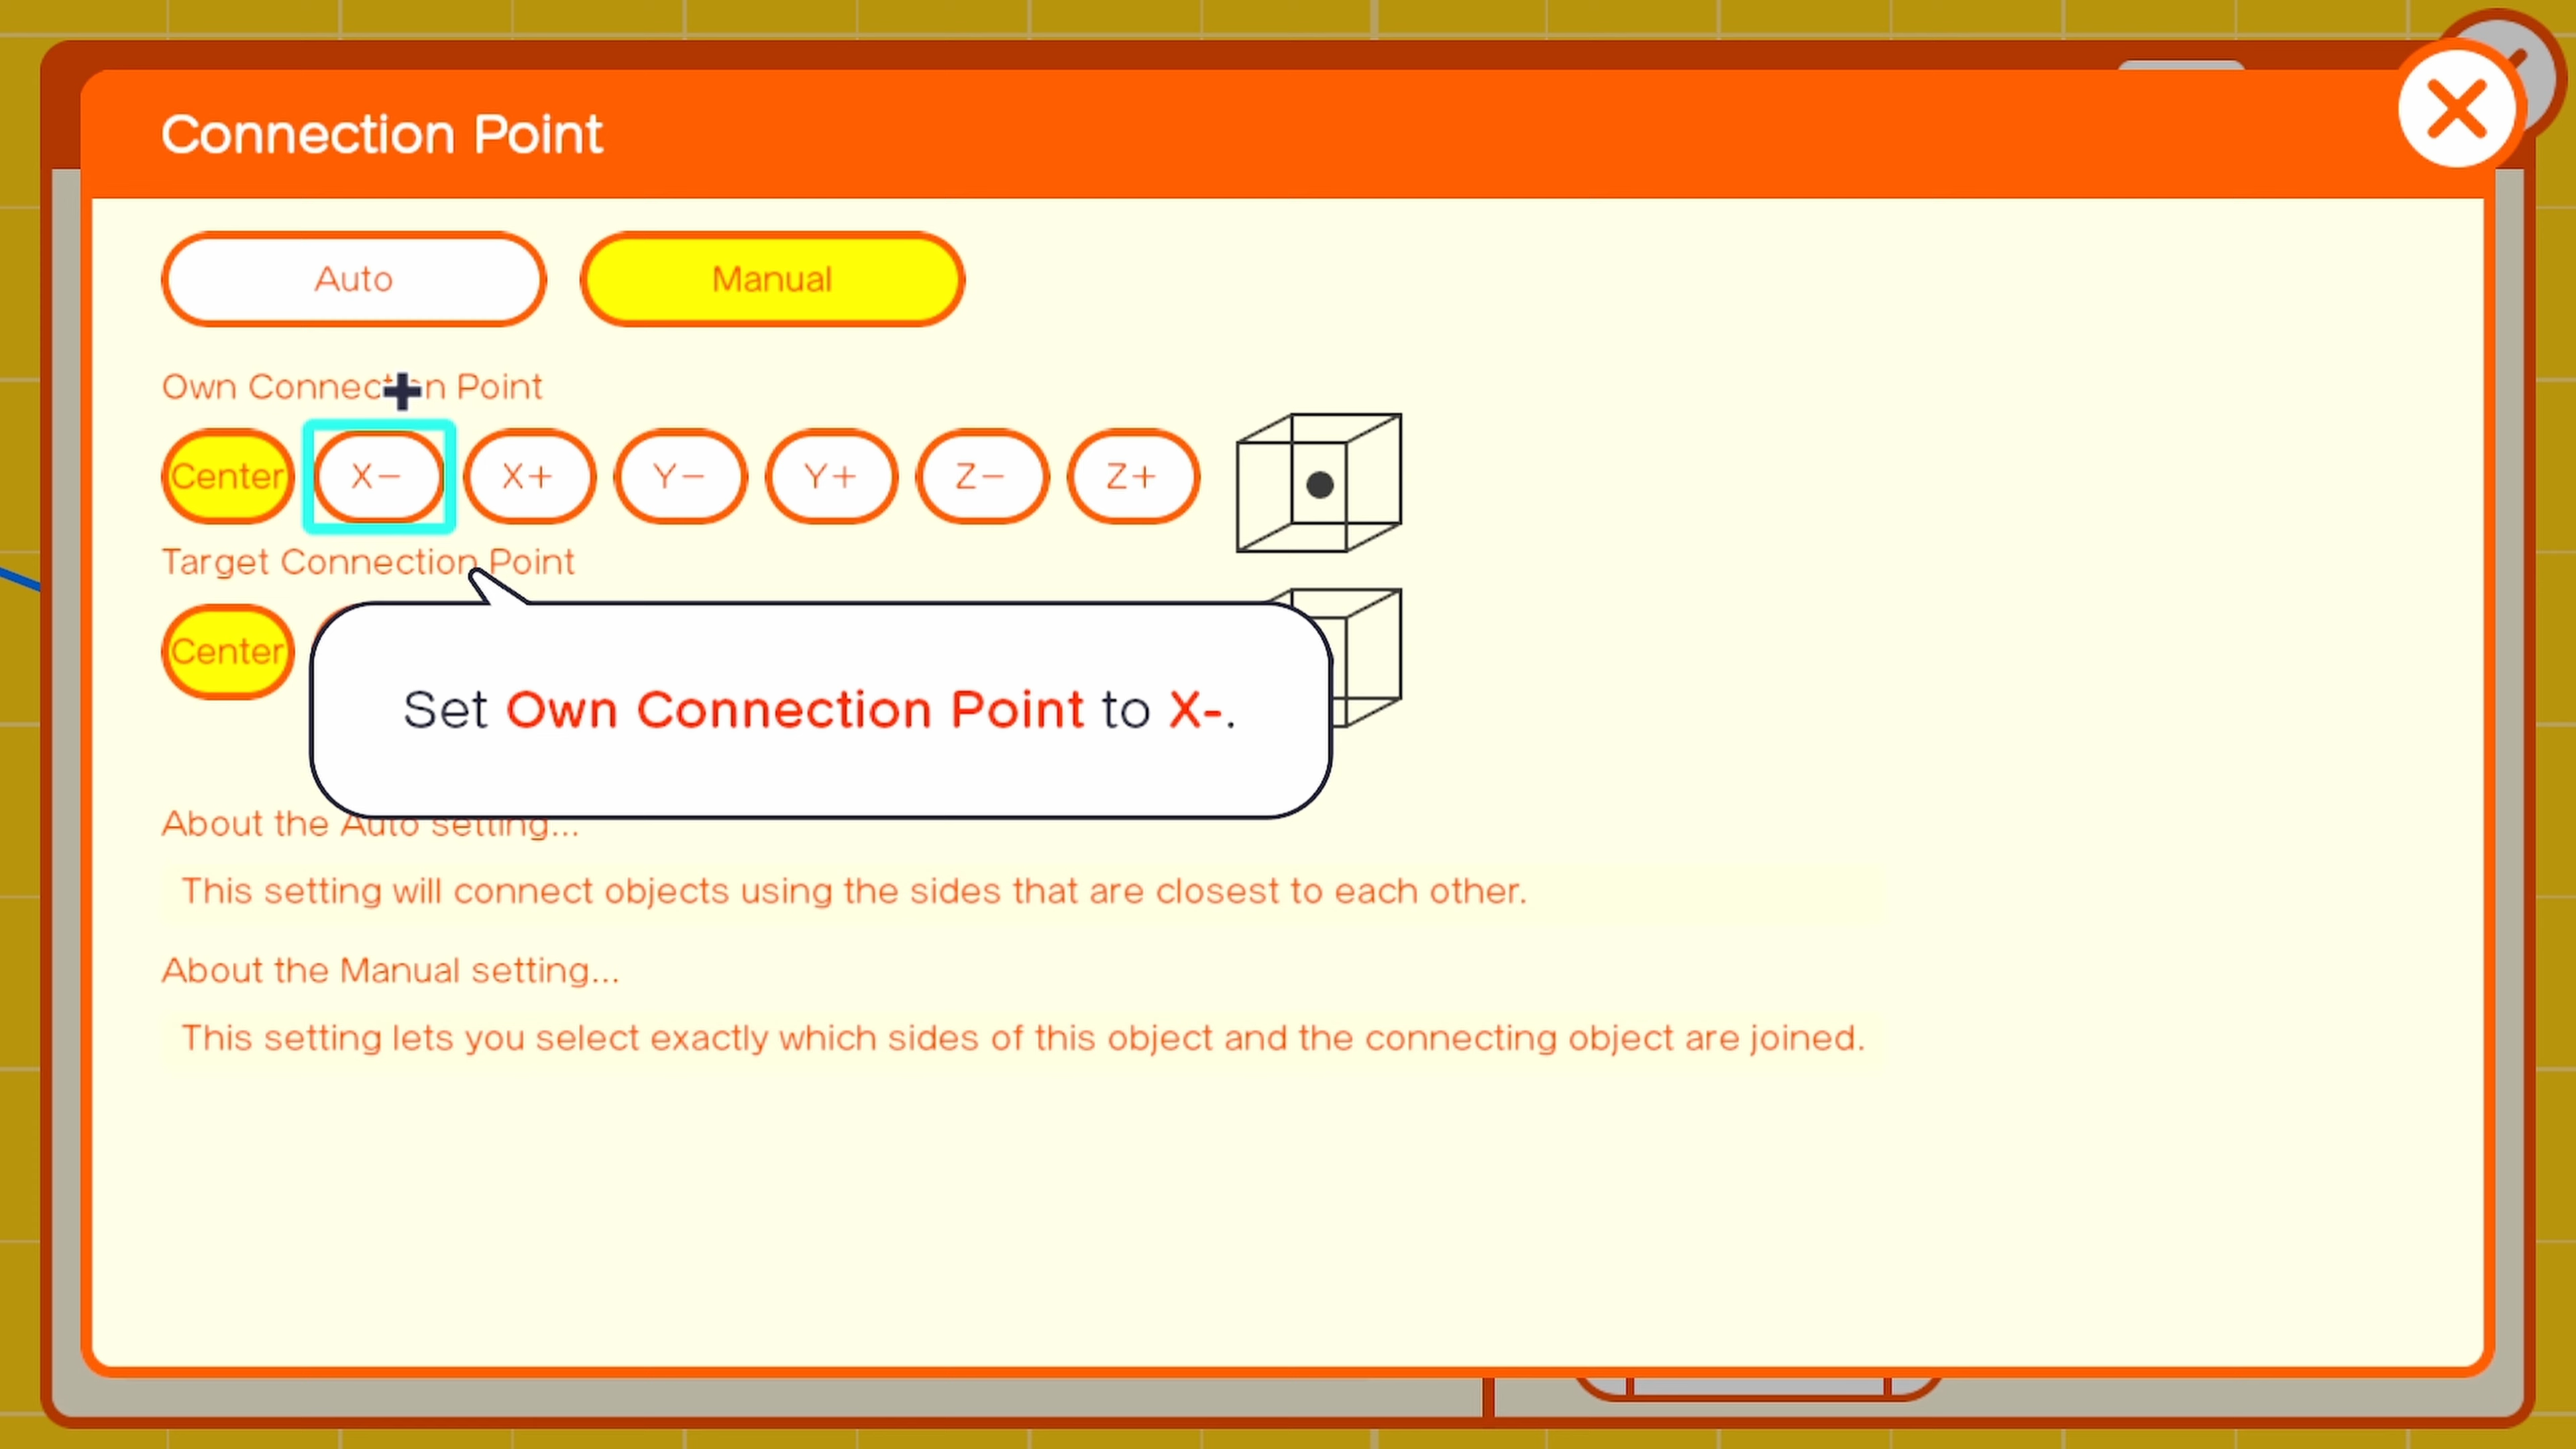 Connection Point
Auto Manual
Own Connection Point
Center X− X+ Y− Y+ Z− Z+
Target Connection Point
Center
Set Own Connection Point to X-.
About the Auto setting...
This setting will connect objects using the sides that are closest to each other.
About the Manual setting...
This setting lets you select exactly which sides of this object and the connecting object are joined.